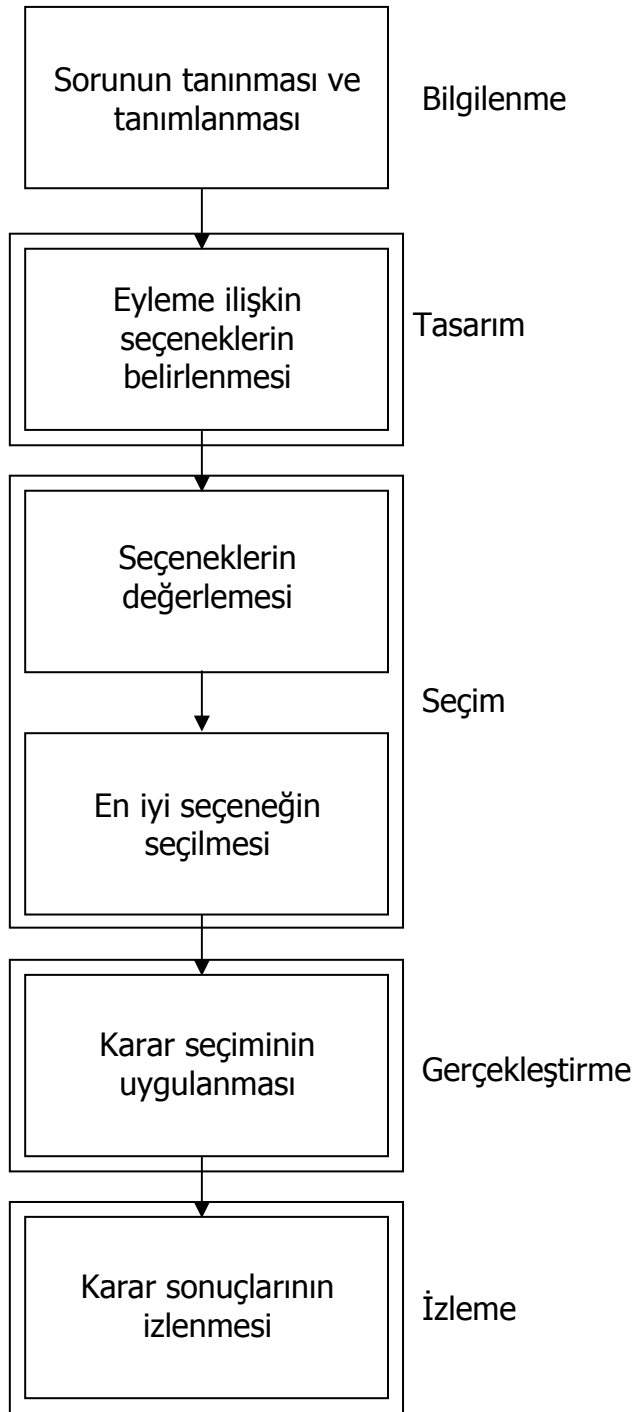 Sorunun tanınması ve
tanımlanması
Bilgilenme
Eyleme ilişkin
seçeneklerin
belirlenmesi
Tasarım
Seçeneklerin
değerlemesi
Seçim
En iyi seçeneğin
seçilmesi
Karar seçiminin
uygulanması
Gerçekleştirme
Karar sonuçlarının
izlenmesi
İzleme